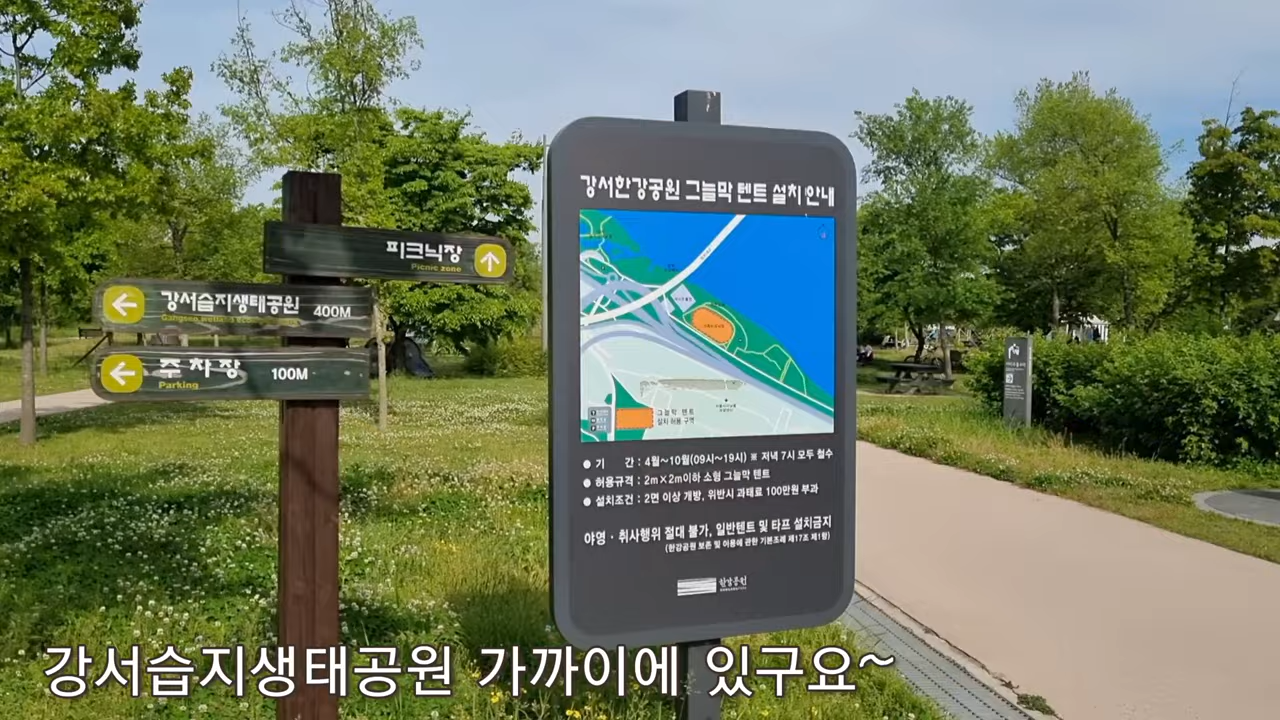 피크닉장
Picnic zone
강서습지생태공원 400M
주차장 100M
Parking
강서한강공원 그늘막 텐트 설치 안내
그늘막 텐트
설치 허용 구역
● 기 간 : 4월~10월(09시~19시) ※ 저녁 7시 모두 철수
● 허용규격 : 2m×2m이하 소형 그늘막 텐트
● 설치조건 : 2면 이상 개방, 위반시 과태료 100만원 부과
야영·취사행위 절대 불가, 일반텐트 및 타프 설치금지
(한강공원 보존 및 이용에 관한 기본조례 제17조 제1항)
한강공원
강서습지생태공원 가까이에 있구요~